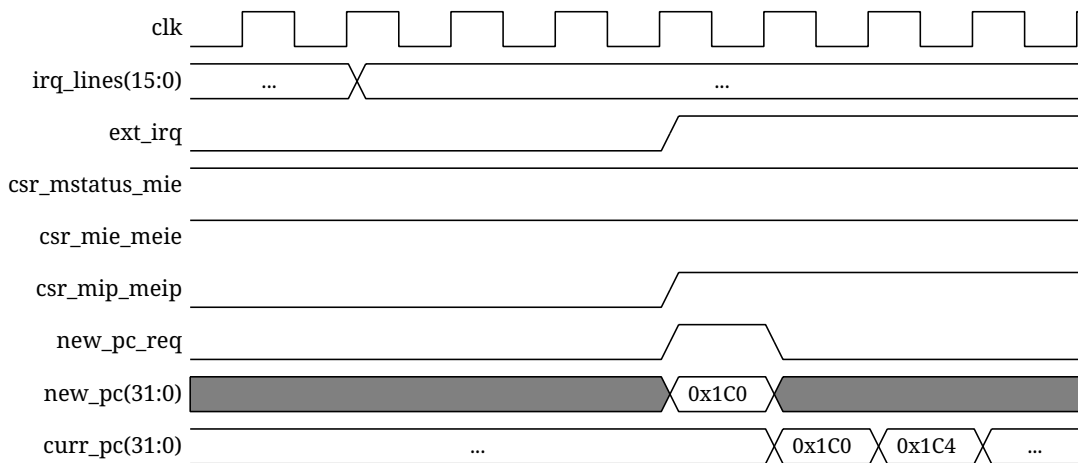 clk
irq_lines(15:0) ... ...
ext_irq
csr_mstatus_mie
csr_mie_meie
csr_mip_meip
new_pc_req
new_pc(31:0) 0x1C0
curr_pc(31:0) ... 0x1C0 0x1C4 ...